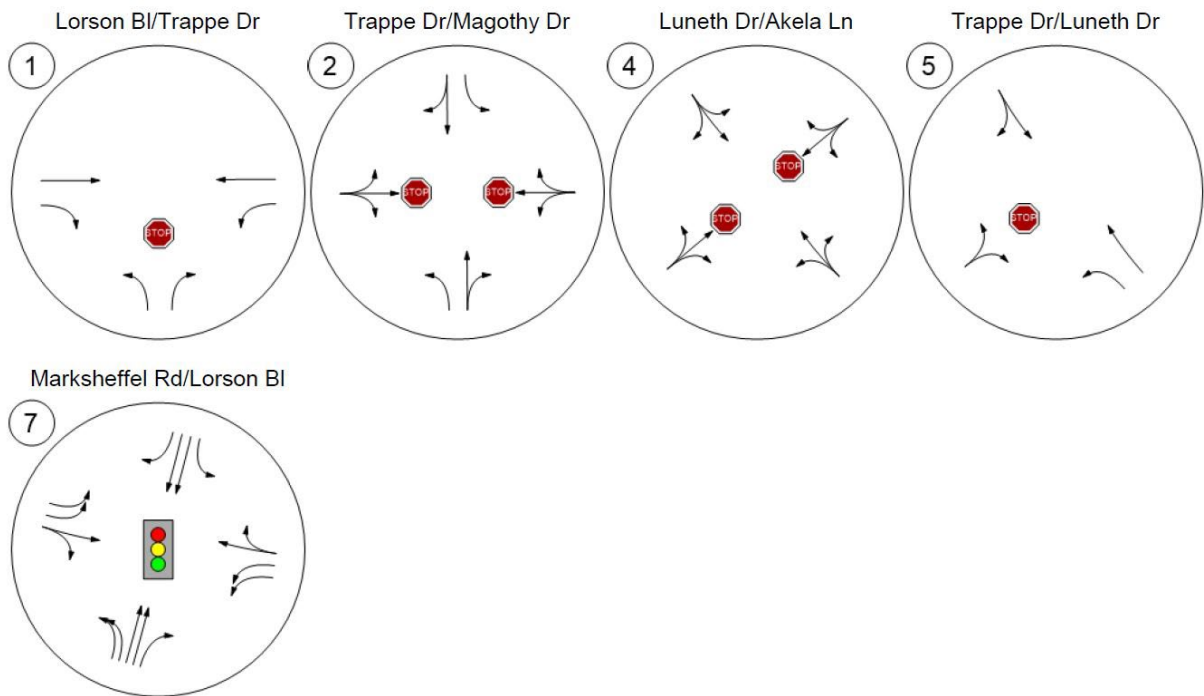 Lorson Bl/Trappe Dr
Trappe Dr/Magothy Dr
Luneth Dr/Akela Ln
Trappe Dr/Luneth Dr
1
2
4
5
STOP
STOP
STOP
STOP
STOP
STOP
Marksheffel Rd/Lorson Bl
7